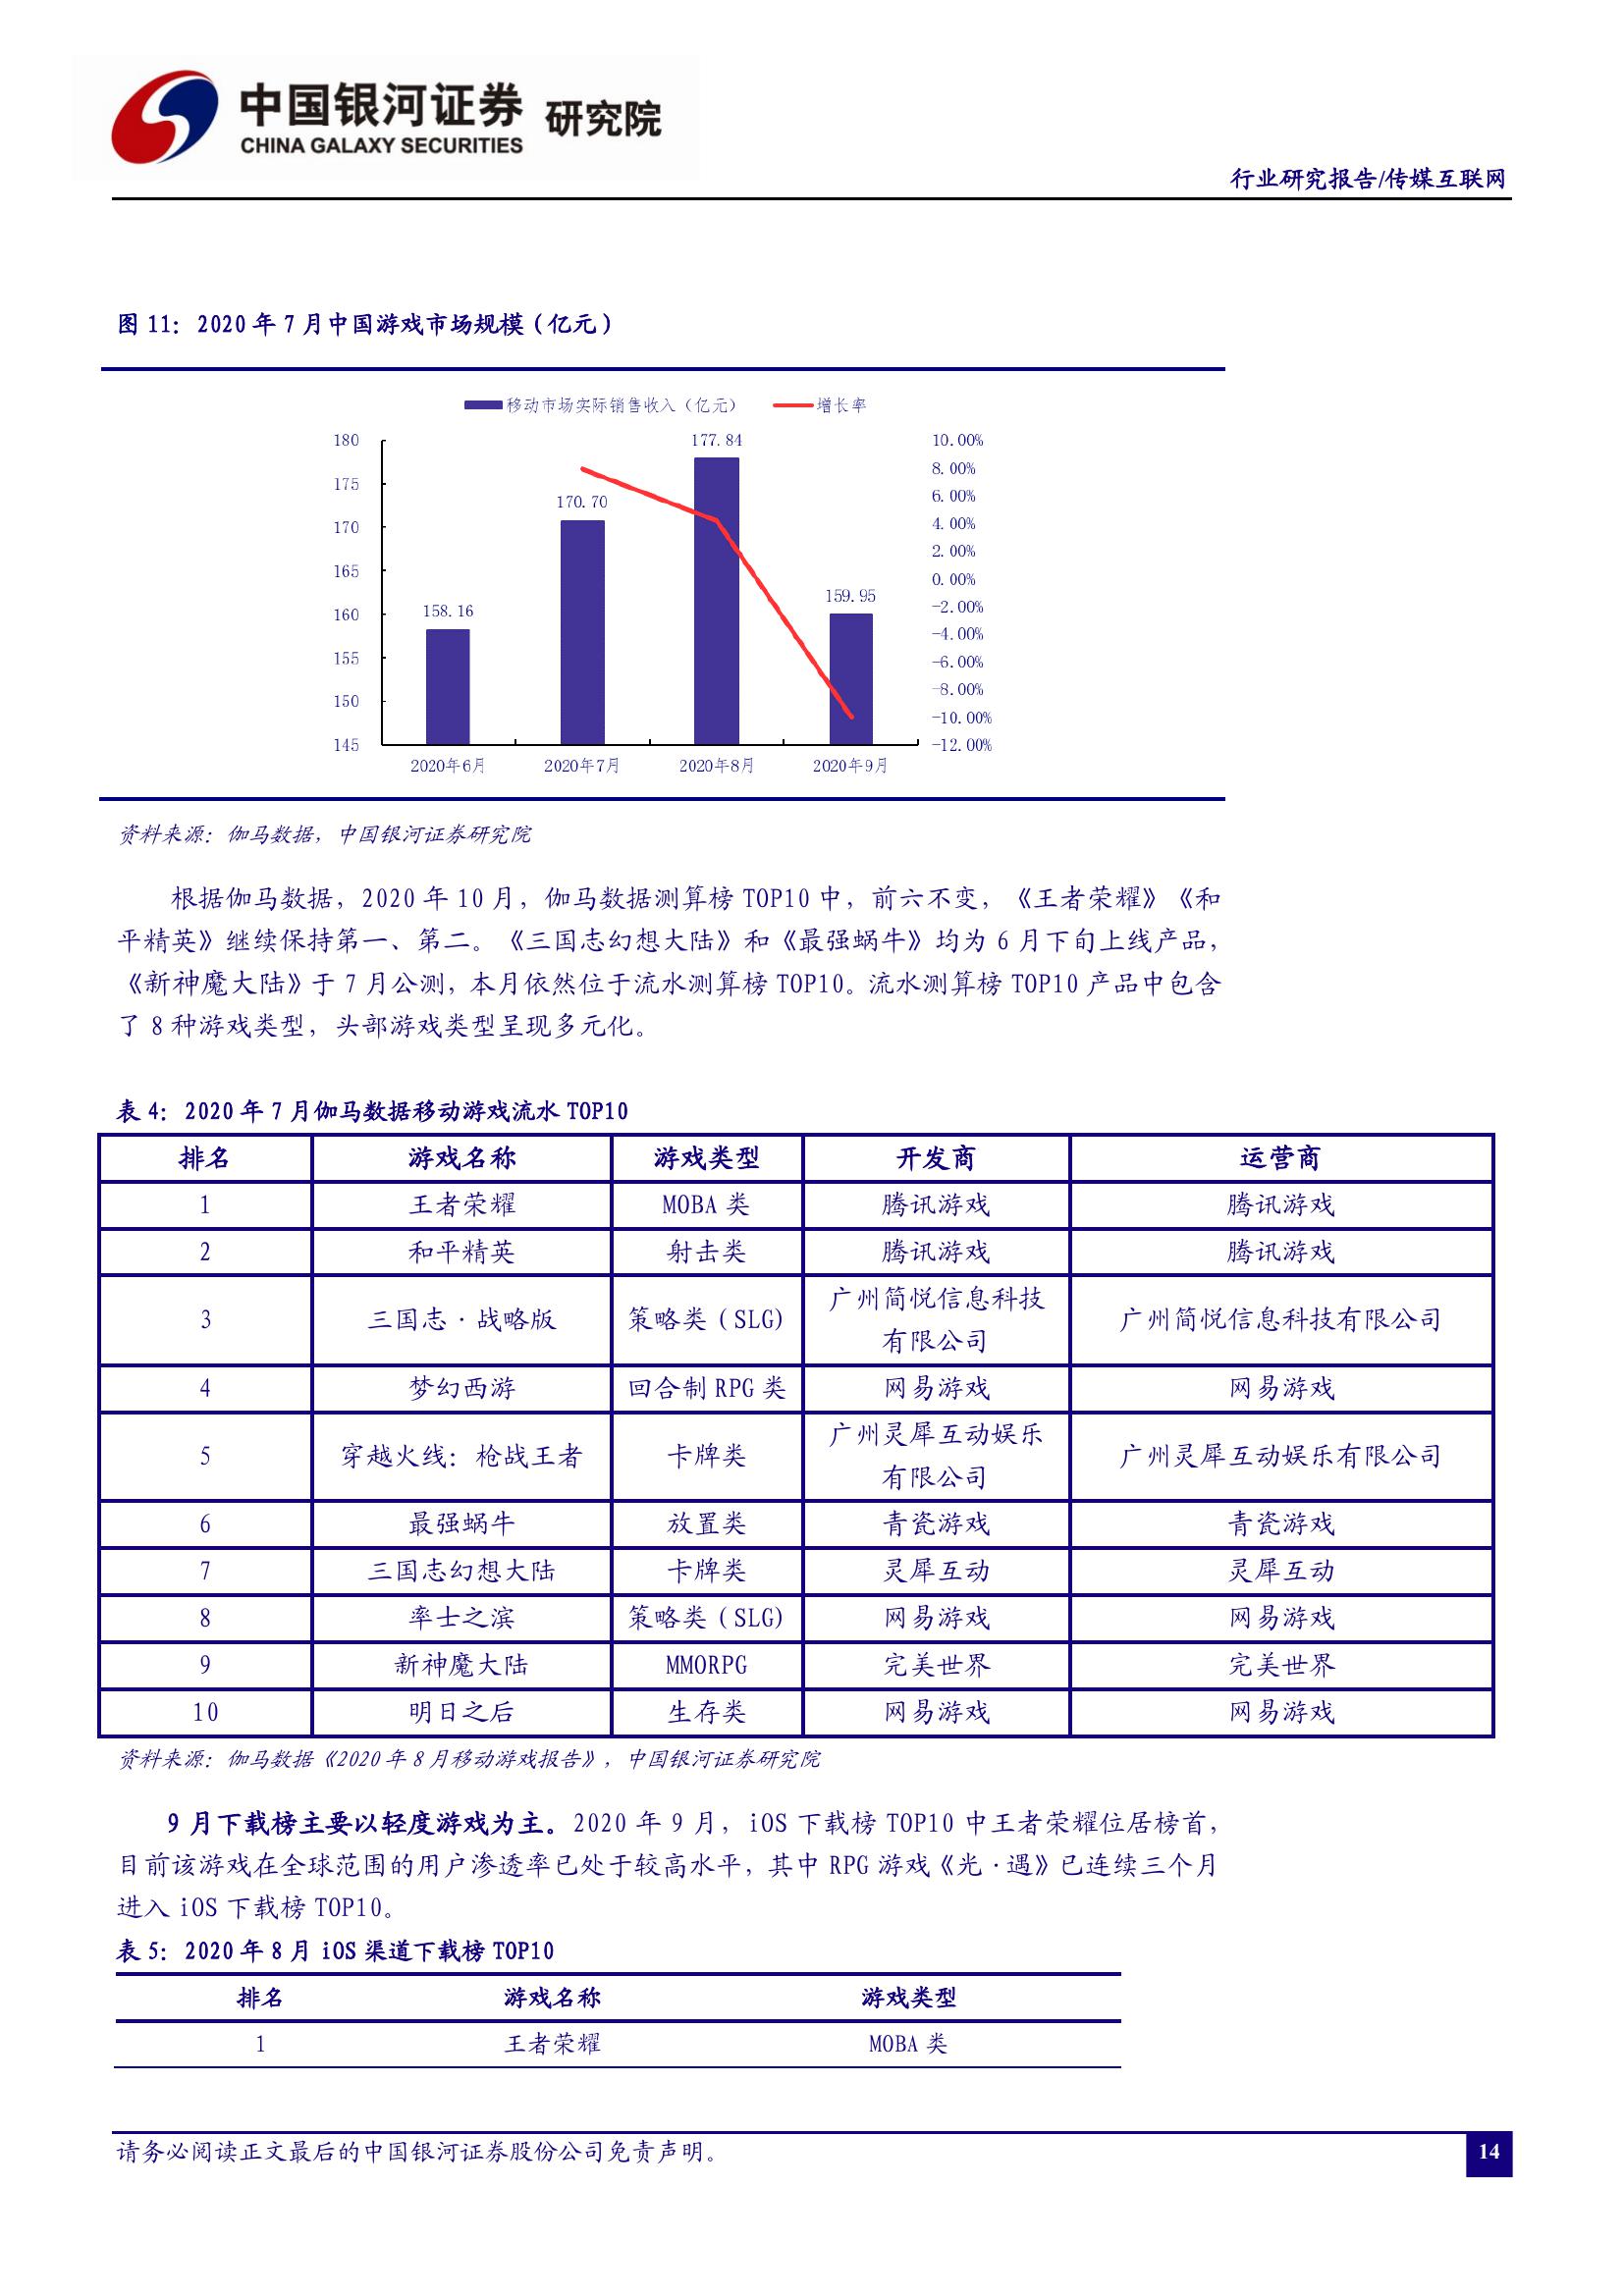 中国银河证券 研究院
CHINA GALAXY SECURITIES
行业研究报告/传媒互联网
图 11：2020 年 7 月中国游戏市场规模（亿元）
移动市场实际销售收入（亿元） 增长率
180 177.84 10.00%
175 8.00%
170 170.70 6.00%
165 4.00%
160 158.16 159.95 2.00%
155 0.00%
150 -2.00%
145 -4.00%
-6.00%
-8.00%
-10.00%
-12.00%
2020年6月 2020年7月 2020年8月 2020年9月
资料来源：伽马数据，中国银河证券研究院
根据伽马数据，2020 年 10 月，伽马数据测算榜 TOP10 中，前六不变，《王者荣耀》《和
平精英》继续保持第一、第二。《三国志幻想大陆》和《最强蜗牛》均为 6 月下旬上线产品，
《新神魔大陆》于 7 月公测，本月依然位于流水测算榜 TOP10。流水测算榜 TOP10 产品中包含
了 8 种游戏类型，头部游戏类型呈现多元化。
表 4：2020 年 7 月伽马数据移动游戏流水 TOP10
排名 游戏名称 游戏类型 开发商 运营商
1 王者荣耀 MOBA 类 腾讯游戏 腾讯游戏
2 和平精英 射击类 腾讯游戏 腾讯游戏
3 三国志·战略版 策略类（SLG) 广州简悦信息科技有限公司 广州简悦信息科技有限公司
4 梦幻西游 回合制 RPG 类 网易游戏 网易游戏
5 穿越火线：枪战王者 卡牌类 广州灵犀互动娱乐有限公司 广州灵犀互动娱乐有限公司
6 最强蜗牛 放置类 青瓷游戏 青瓷游戏
7 三国志幻想大陆 卡牌类 灵犀互动 灵犀互动
8 率士之滨 策略类（SLG) 网易游戏 网易游戏
9 新神魔大陆 MMORPG 完美世界 完美世界
10 明日之后 生存类 网易游戏 网易游戏
资料来源：伽马数据《2020 年 8 月移动游戏报告》，中国银河证券研究院
9 月下载榜主要以轻度游戏为主。2020 年 9 月，iOS 下载榜 TOP10 中王者荣耀位居榜首，
目前该游戏在全球范围的用户渗透率已处于较高水平，其中 RPG 游戏《光·遇》已连续三个月
进入 iOS 下载榜 TOP10。
表 5：2020 年 8 月 iOS 渠道下载榜 TOP10
排名 游戏名称 游戏类型
1 王者荣耀 MOBA 类
请务必阅读正文最后的中国银河证券股份公司免责声明。
14